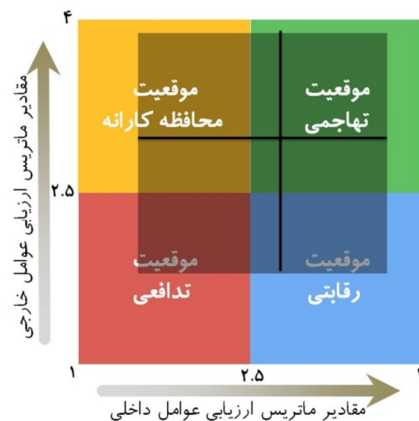 ۴
موقعیت
محافظه کارانه
موقعیت
تهاجمی
مقادیر ماتریس ارزیابی عوامل خارجی
۲.۵
موقعیت
تدافعی
موقعیت
رقابتی
۱
۲.۵
مقادیر ماتریس ارزیابی عوامل داخلی